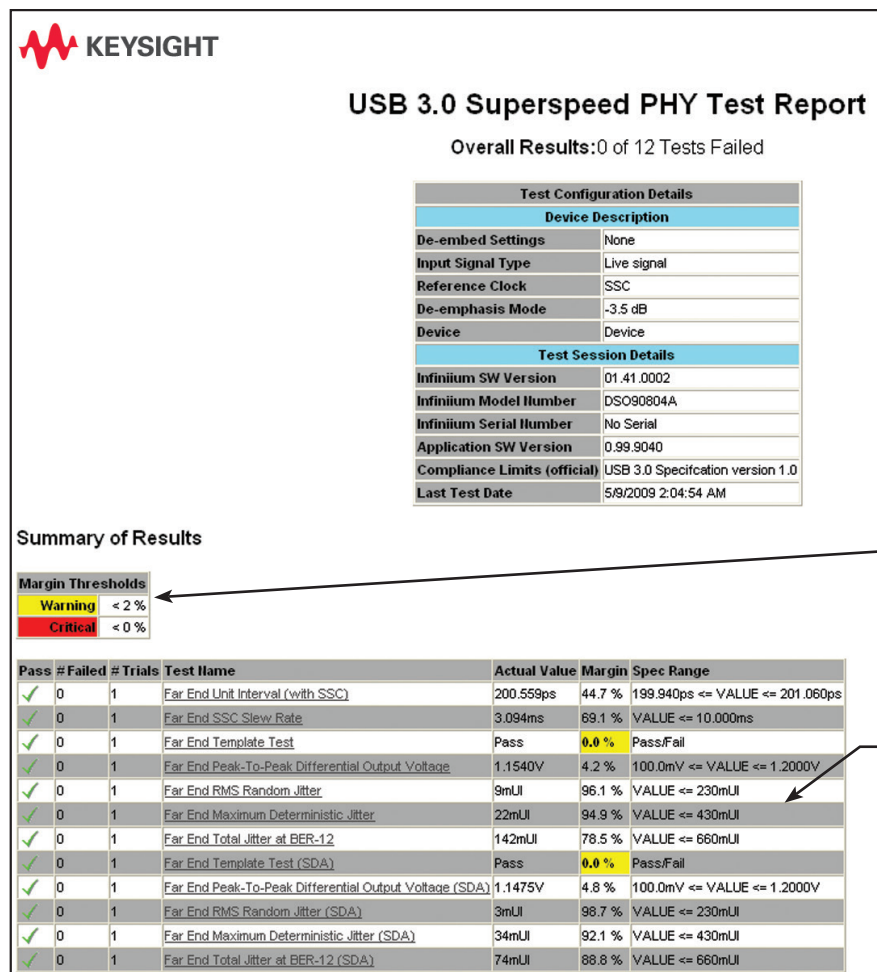 KEYSIGHT
USB 3.0 Superspeed PHY Test Report
Overall Results:0 of 12 Tests Failed
Test Configuration Details
Device Description
De-embed Settings None
Input Signal Type Live signal
Reference Clock SSC
De-emphasis Mode -3.5 dB
Device Device
Test Session Details
Infiniium SW Version 01.41.0002
Infiniium Model Number DSO90804A
Infiniium Serial Number No Serial
Application SW Version 0.99.9040
Compliance Limits (official) USB 3.0 Specifcation version 1.0
Last Test Date 5/9/2009 2:04:54 AM
Summary of Results
Margin Thresholds
Warning < 2 %
Critical < 0 %
Pass # Failed # Trials Test Name Actual Value Margin Spec Range
0 1 Far End Unit Interval (with SSC) 200.559ps 44.7 % 199.940ps <= VALUE <= 201.060ps
0 1 Far End SSC Slew Rate 3.094ms 69.1 % VALUE <= 10.000ms
0 1 Far End Template Test Pass 0.0 % Pass/Fail
0 1 Far End Peak-To-Peak Differential Output Voltage 1.1540V 4.2 % 100.0mV <= VALUE <= 1.2000V
0 1 Far End RMS Random Jitter 9mUI 96.1 % VALUE <= 230mUI
0 1 Far End Maximum Deterministic Jitter 22mUI 94.9 % VALUE <= 430mUI
0 1 Far End Total Jitter at BER-12 142mUI 78.5 % VALUE <= 660mUI
0 1 Far End Template Test (SDA) Pass 0.0 % Pass/Fail
0 1 Far End Peak-To-Peak Differential Output Voltage (SDA) 1.1475V 4.8 % 100.0mV <= VALUE <= 1.2000V
0 1 Far End RMS Random Jitter (SDA) 3mUI 98.7 % VALUE <= 230mUI
0 1 Far End Maximum Deterministic Jitter (SDA) 34mUI 92.1 % VALUE <= 430mUI
0 1 Far End Total Jitter at BER-12 (SDA) 74mUI 88.8 % VALUE <= 660mUI